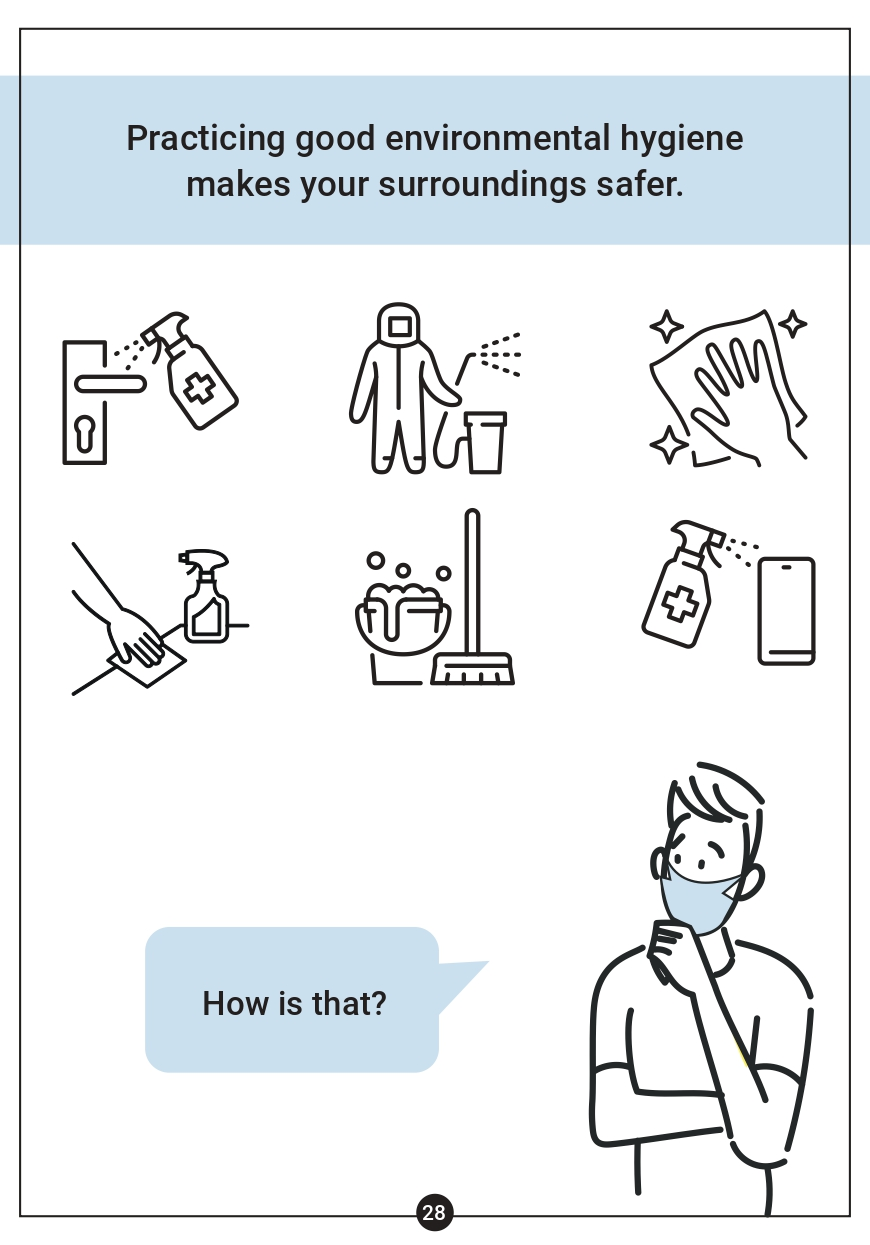 Practicing good environmental hygiene
makes your surroundings safer.
How is that?
28